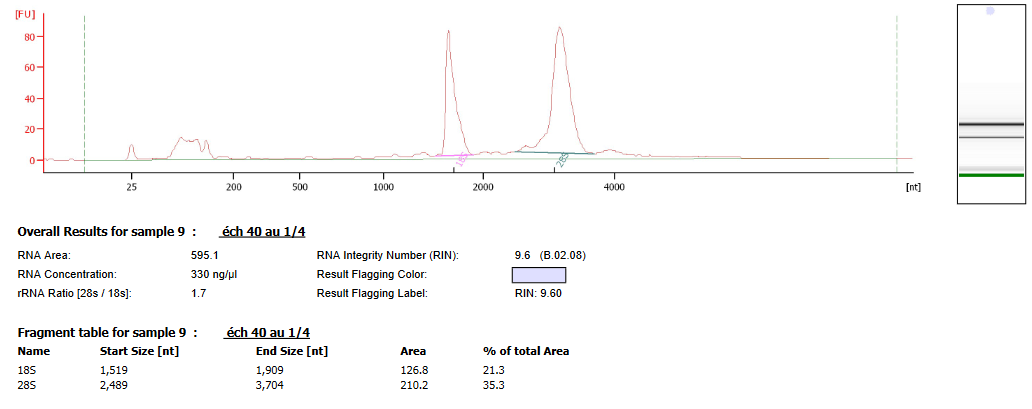 [FU]
80
60
40
20
0
18S
28S
25 200 500 1000 2000 4000 [nt]
Overall Results for sample 9 : éch 40 au 1/4
RNA Area: 595.1 RNA Integrity Number (RIN): 9.6 (B.02.08)
RNA Concentration: 330 ng/µl Result Flagging Color:
rRNA Ratio [28s / 18s]: 1.7 Result Flagging Label: RIN: 9.60
Fragment table for sample 9 : éch 40 au 1/4
Name Start Size [nt] End Size [nt] Area % of total Area
18S 1,519 1,909 126.8 21.3
28S 2,489 3,704 210.2 35.3